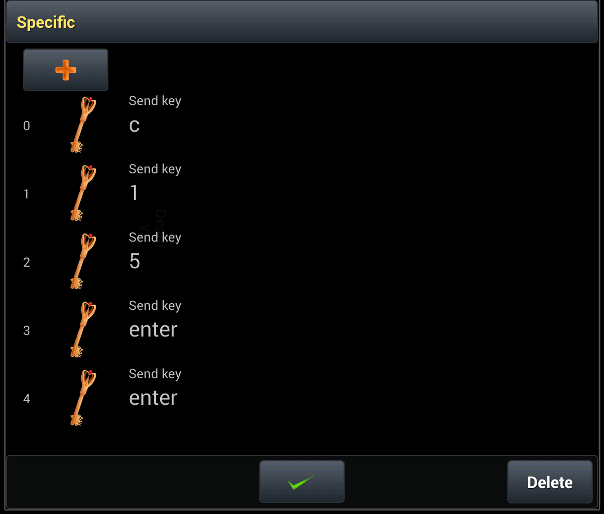 Specific
Send key
0
c
Send key
1
1
Send key
2
5
Send key
3
enter
Send key
4
enter
Delete